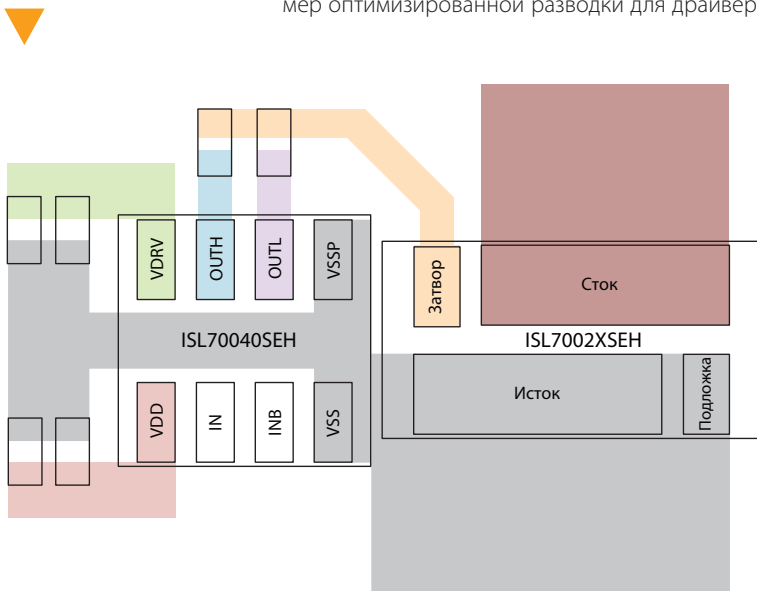 мер оптимизированной разводки для драйвер
VDRV
OUTH
OUTL
VSSP
Затвор
Сток
ISL70040SEH
ISL7002XSEH
VDD
IN
INB
VSS
Исток
Подложка